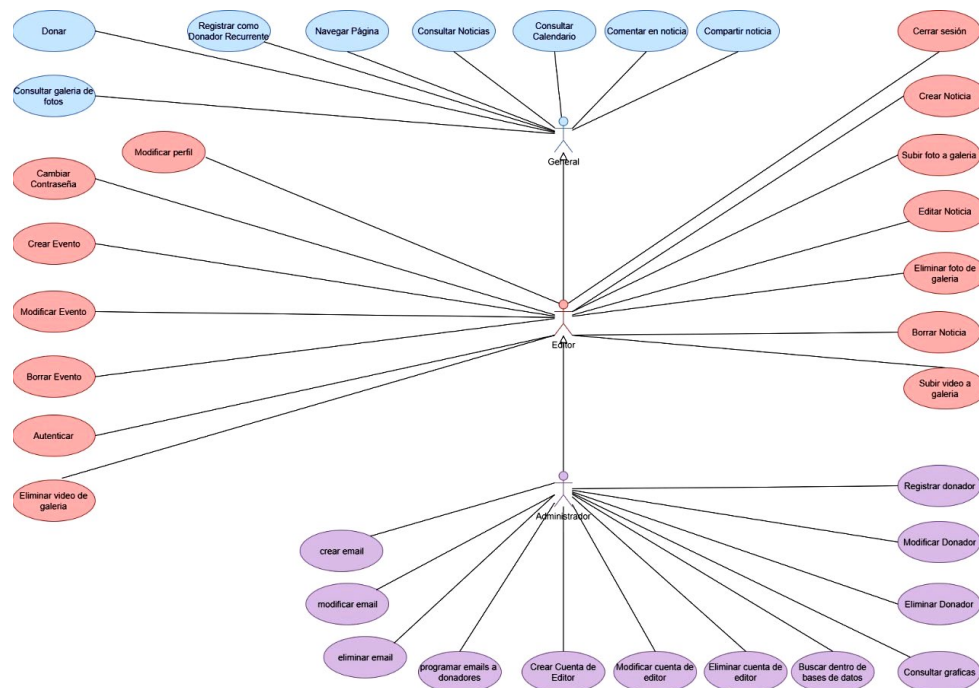 Donar
Registrar como
Donador Recurrente
Navegar Página
Consultar Noticias
Consultar
Calendario
Comentar en noticia
Compartir noticia
Cerrar sesión
Consultar galeria de
fotos
Crear Noticia
General
Modificar perfil
Subir foto a galeria
Cambiar
Contraseña
Editar Noticia
Crear Evento
Eliminar foto de
galeria
Modificar Evento
Borrar Noticia
Editor
Borrar Evento
Subir video a
galeria
Autenticar
Eliminar video de
galeria
Registrar donador
Administrador
crear email
Modificar Donador
modificar email
Eliminar Donador
eliminar email
programar emails a
donadores
Crear Cuenta de
Editor
Modificar cuenta de
editor
Eliminar cuenta de
editor
Buscar dentro de
bases de datos
Consultar graficas